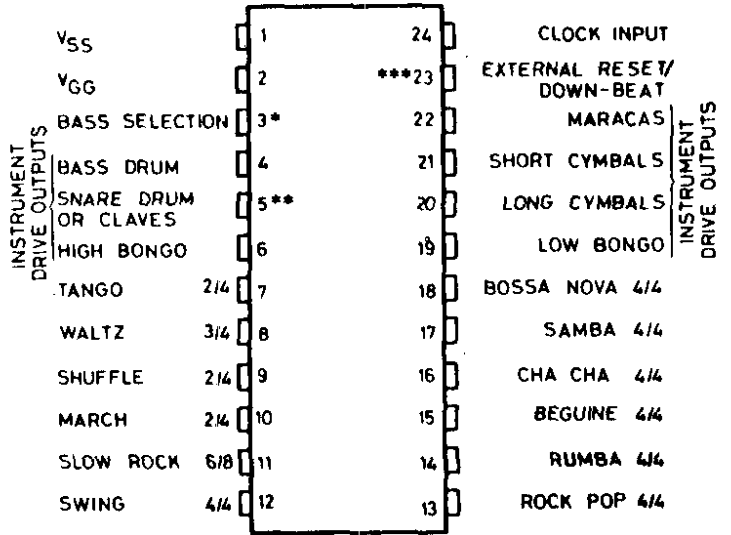 VSS 1 24 CLOCK INPUT
VGG 2 ***23 EXTERNAL RESET/
DOWN-BEAT
BASS SELECTION 3* 22 MARACAS
BASS DRUM 4 21 SHORT CYMBALS
SNARE DRUM 5** 20 LONG CYMBALS
OR CLAVES
HIGH BONGO 6 19 LOW BONGO
INSTRUMENT
DRIVE OUTPUTS
INSTRUMENT
DRIVE OUTPUTS
TANGO 2/4 7 18 BOSSA NOVA 4/4
WALTZ 3/4 8 17 SAMBA 4/4
SHUFFLE 2/4 9 16 CHA CHA 4/4
MARCH 2/4 10 15 BEGUINE 4/4
SLOW ROCK 6/8 11 14 RUMBA 4/4
SWING 4/4 12 13 ROCK POP 4/4